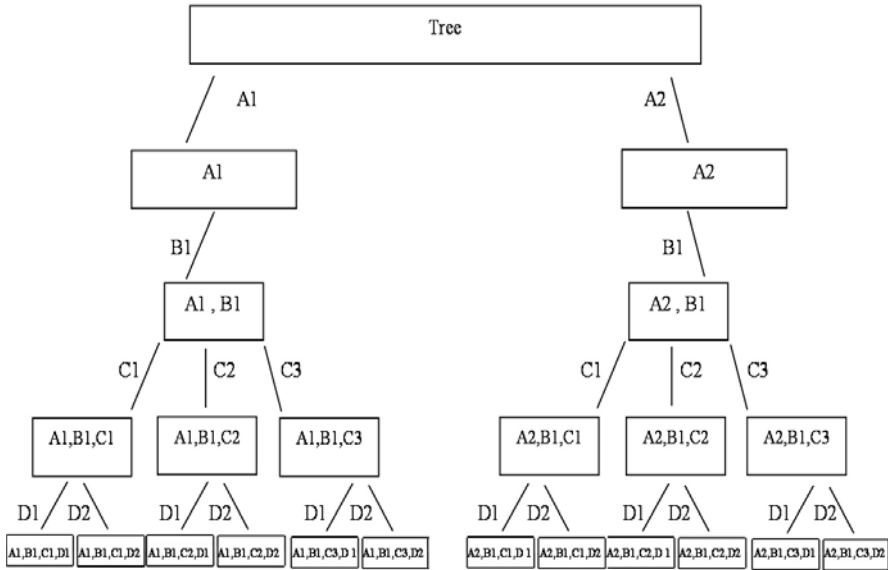 Tree
A1 A2
A1 A2
B1 B1
A1 , B1 A2 , B1
C1 C2 C3 C1 C2 C3
A1,B1,C1 A1,B1,C2 A1,B1,C3 A2,B1,C1 A2,B1,C2 A2,B1,C3
D1 D2 D1 D2 D1 D2 D1 D2 D1 D2 D1 D2
A1,B1,C1,D1 A1,B1,C1,D2 A1,B1,C2,D1 A1,B1,C2,D2 A1,B1,C3,D 1 A1,B1,C3,D2 A2,B1,C1,D 1 A2,B1,C1,D2 A2,B1,C2,D 1 A2,B1,C2,D2 A2,B1,C3,D1 A2,B1,C3,D2